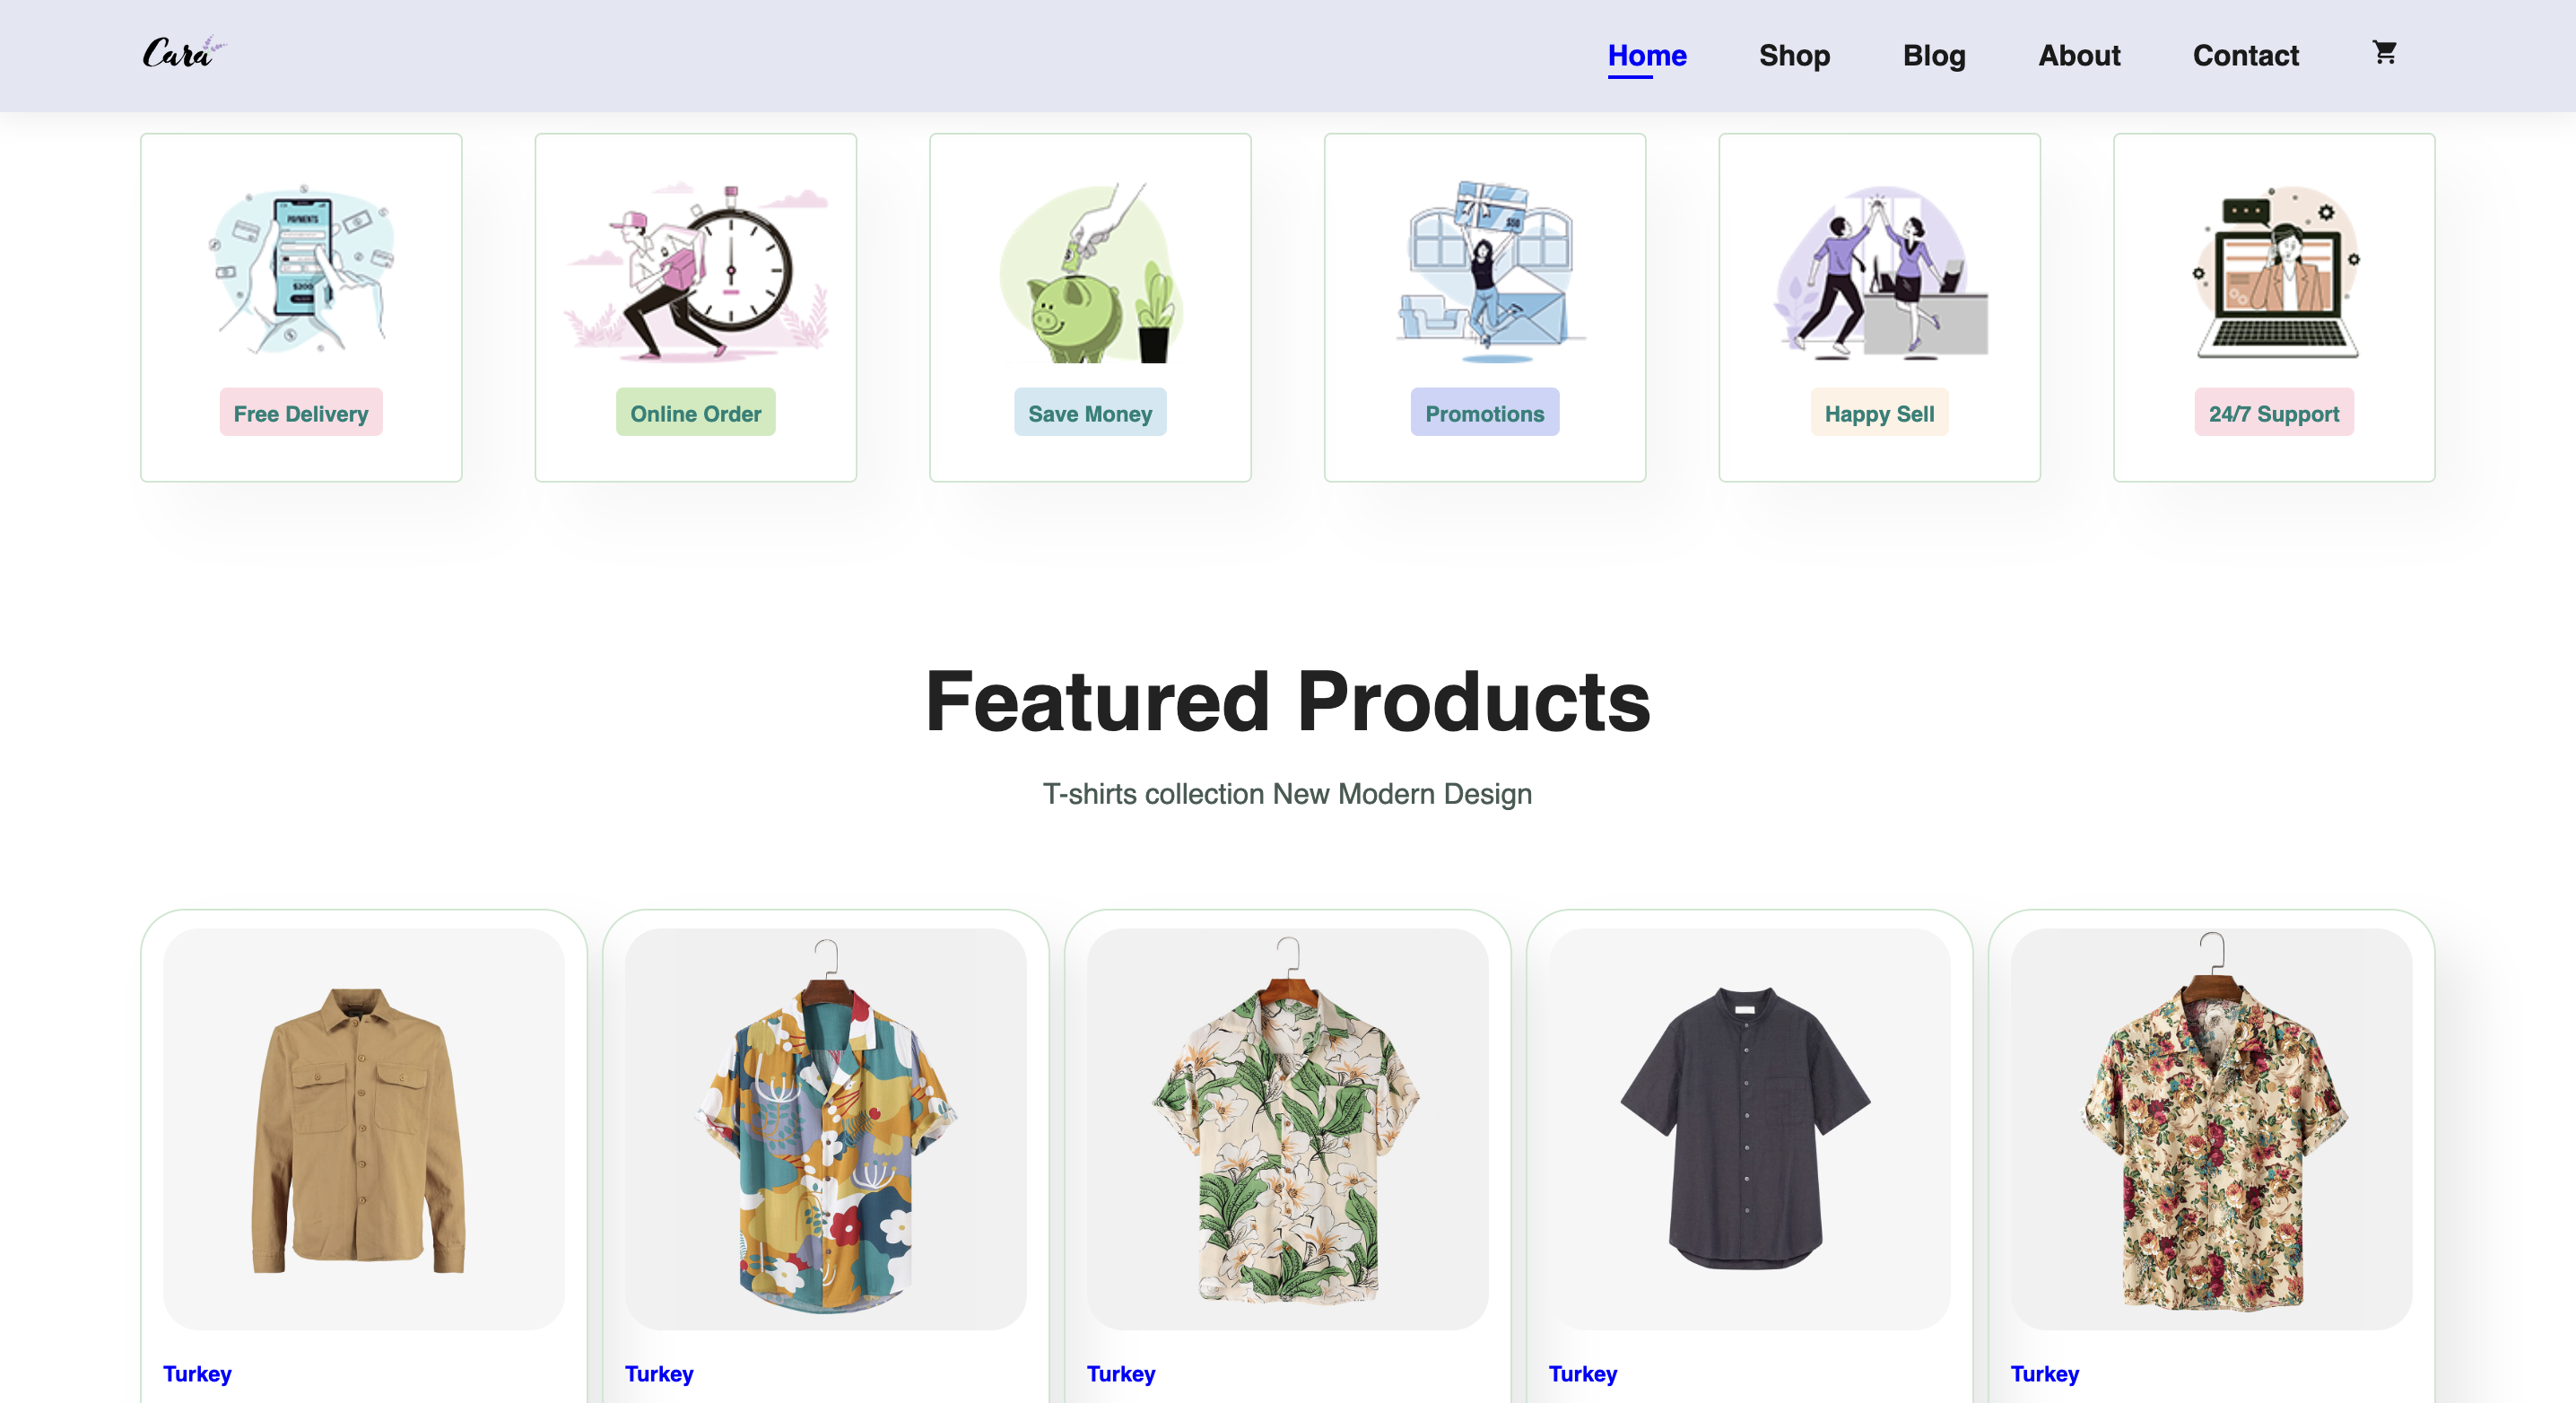 Cara
Home Shop Blog About Contact
PAYMENTS
$200
$50
Free Delivery
Online Order
Save Money
Promotions
Happy Sell
24/7 Support
Featured Products
T-shirts collection New Modern Design
Turkey
Turkey
Turkey
Turkey
Turkey